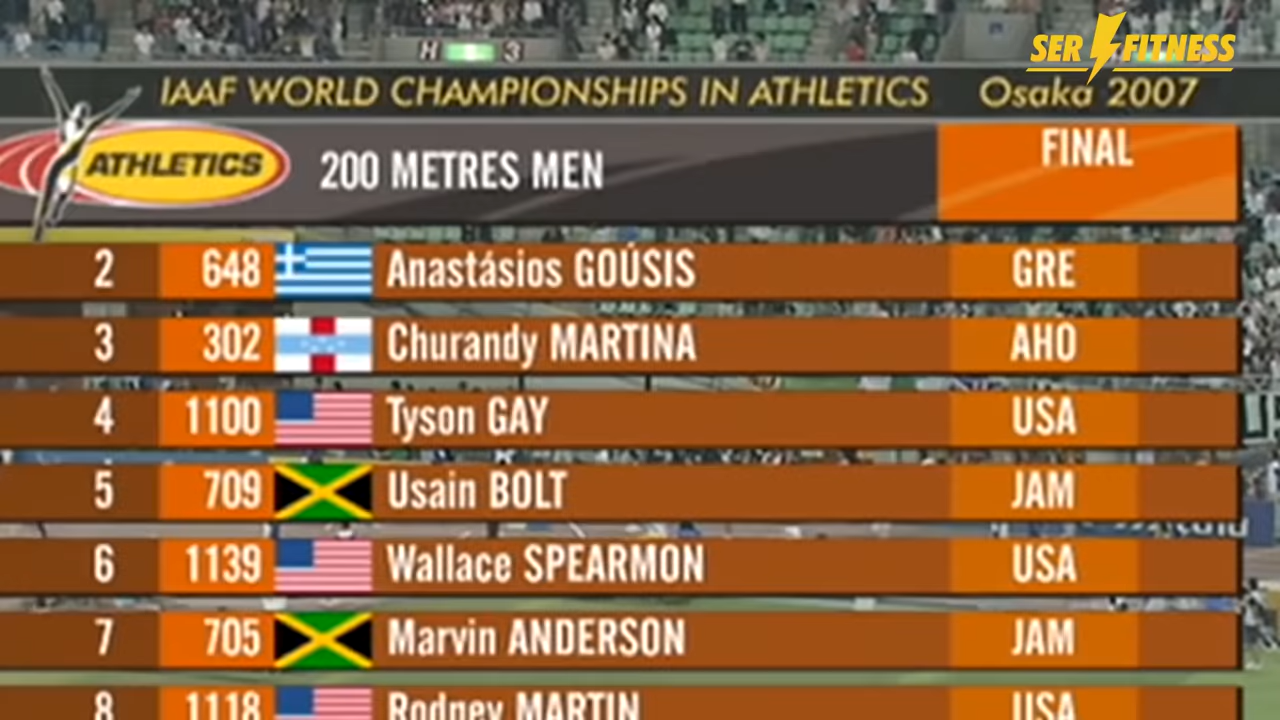 SER FITNESS
H 3
IAAF WORLD CHAMPIONSHIPS IN ATHLETICS Osaka 2007
ATHLETICS 200 METRES MEN FINAL
2 648 Anastásios GOÚSIS GRE
3 302 Churandy MARTINA AHO
4 1100 Tyson GAY USA
5 709 Usain BOLT JAM
6 1139 Wallace SPEARMON USA
7 705 Marvin ANDERSON JAM
8 1118 Rodney MARTIN USA